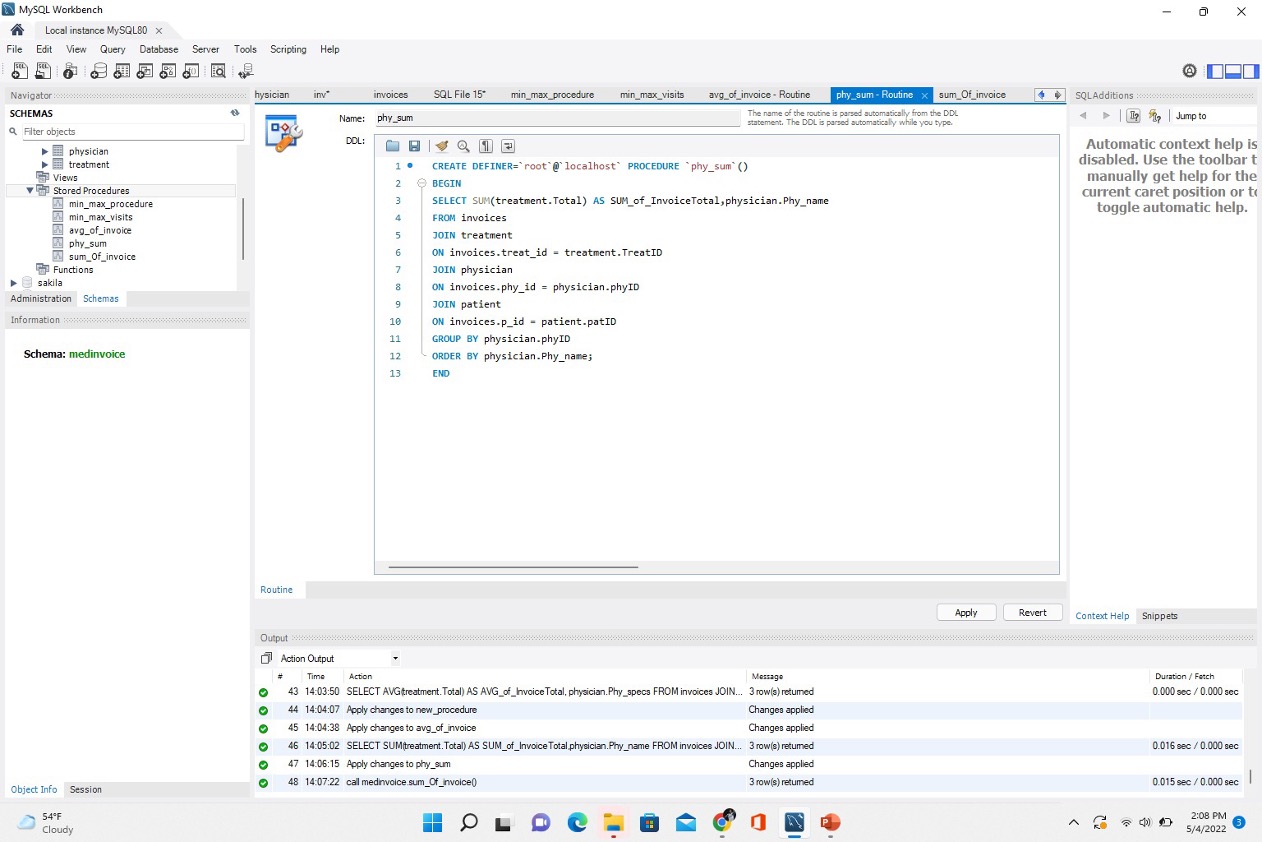 MySQL Workbench
Local instance MySQL80
File Edit View Query Database Server Tools Scripting Help
Navigator
SCHEMAS
Filter objects
physician
treatment
Views
Stored Procedures
min_max_procedure
min_max_visits
avg_of_invoice
phy_sum
sum_Of_invoice
Functions
sakila
Administration Schemas
Information
Schema: medinvoice
Object Info Session
hysician inv* invoices SQL File 15* min_max_procedure min_max_visits avg_of_invoice - Routine phy_sum - Routine sum_Of_invoice
Name: phy_sum
The name of the routine is parsed automatically from the DDL
statement. The DDL is parsed automatically while you type.
DDL:
1 CREATE DEFINER=`root`@`localhost` PROCEDURE `phy_sum`()
2 BEGIN
3 SELECT SUM(treatment.Total) AS SUM_of_InvoiceTotal,physician.Phy_name
4 FROM invoices
5 JOIN treatment
6 ON invoices.treat_id = treatment.TreatID
7 JOIN physician
8 ON invoices.phy_id = physician.phyID
9 JOIN patient
10 ON invoices.p_id = patient.patID
11 GROUP BY physician.phyID
12 ORDER BY physician.Phy_name;
13 END
Routine
Apply Revert
SQLAdditions
Jump to
Automatic context help is
disabled. Use the toolbar t
manually get help for the
current caret position or to
toggle automatic help.
Context Help Snippets
Output
Action Output
# Time Action Message Duration / Fetch
43 14:03:50 SELECT AVG(treatment.Total) AS AVG_of_InvoiceTotal, physician.Phy_specs FROM invoices JOIN... 3 row(s) returned 0.000 sec / 0.000 sec
44 14:04:07 Apply changes to new_procedure Changes applied
45 14:04:38 Apply changes to avg_of_invoice Changes applied
46 14:05:02 SELECT SUM(treatment.Total) AS SUM_of_InvoiceTotal,physician.Phy_name FROM invoices JOIN... 3 row(s) returned 0.016 sec / 0.000 sec
47 14:06:15 Apply changes to phy_sum Changes applied
48 14:07:22 call medinvoice.sum_Of_invoice() 3 row(s) returned 0.015 sec / 0.000 sec
54°F
Cloudy
2:08 PM
5/4/2022
3